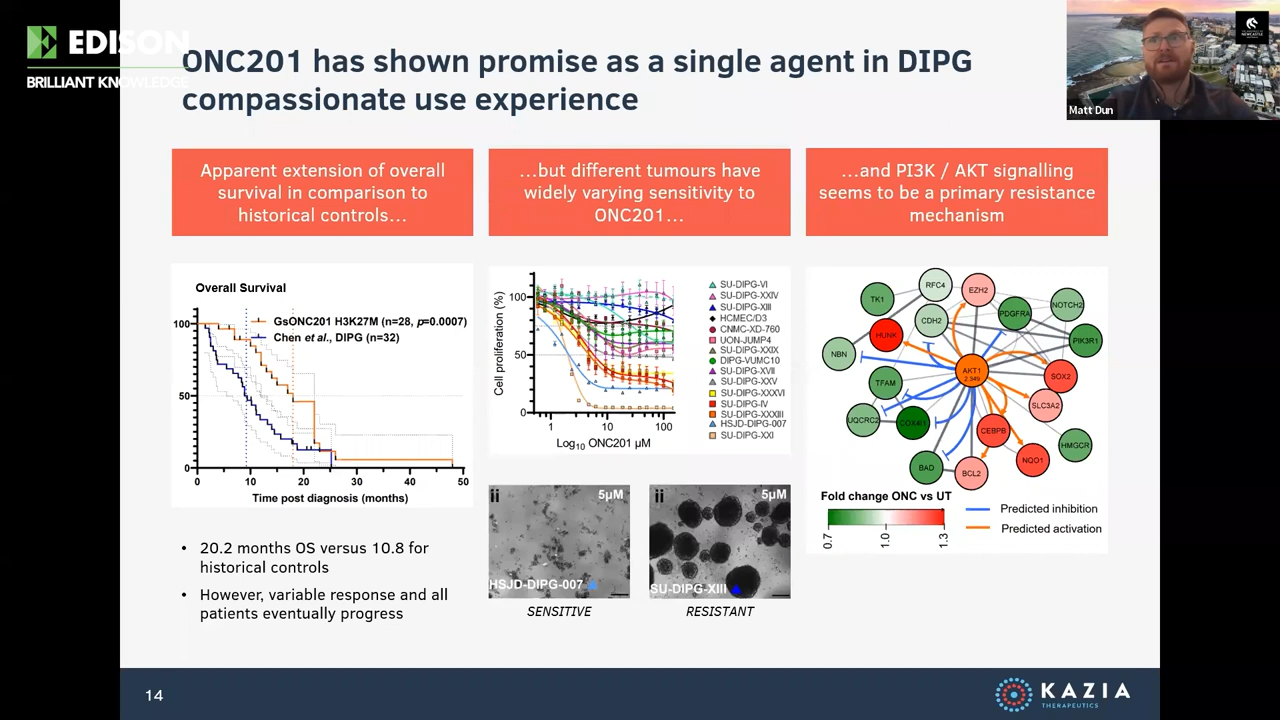 EDISON
BRILLIANT KNOWLEDGE
ONC201 has shown promise as a single agent in DIPG
compassionate use experience
Matt Dun
Apparent extension of overall
survival in comparison to
historical controls…
…but different tumours have
widely varying sensitivity to
ONC201…
…and PI3K / AKT signalling
seems to be a primary resistance
mechanism
Overall Survival
GsONC201 H3K27M (n=28, p=0.0007)
Chen et al., DIPG (n=32)
100
50
0
0 10 20 30 40 50
Time post diagnosis (months)
20.2 months OS versus 10.8 for
historical controls
However, variable response and all
patients eventually progress
Cell proliferation (%)
100
50
0
1 10 100
Log10 ONC201 µM
SU-DIPG-VI
SU-DIPG-XXIV
SU-DIPG-XIII
HCMEC/D3
CNMC-XD-760
UON-JUMP4
SU-DIPG-XXIX
DIPG-VUMC10
SU-DIPG-XVII
SU-DIPG-XXV
SU-DIPG-XXXVI
SU-DIPG-IV
SU-DIPG-XXXIII
HSJD-DIPG-007
SU-DIPG-XXI
ii 5µM
HSJD-DIPG-007
SENSITIVE
ii 5µM
SU-DIPG-XIII
RESISTANT
RFC4
EZH2
TK1
NOTCH2
CDH2
PDGFRA
HUNK
PIK3R1
NBN
AKT1
2.349
SOX2
TFAM
SLC3A2
UQCRC2
COX4I1
CEBPB
HMGCR
NQO1
BAD
BCL2
Fold change ONC vs UT
0.7
1.0
1.3
Predicted inhibition
Predicted activation
14
KAZIA
THERAPEUTICS